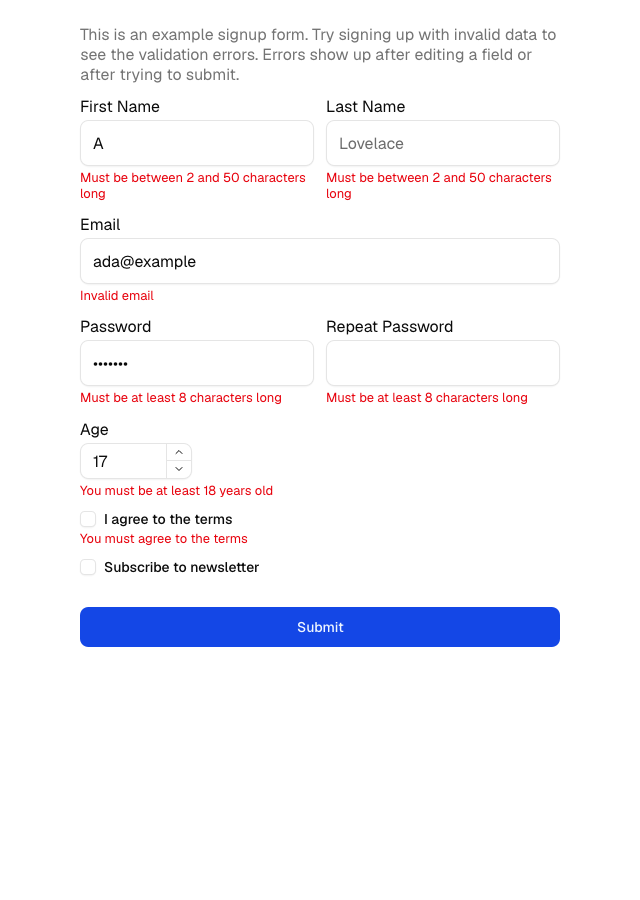 This is an example signup form. Try signing up with invalid data to
see the validation errors. Errors show up after editing a field or
after trying to submit.
First Name
Last Name
A
Lovelace
Must be between 2 and 50 characters
long
Must be between 2 and 50 characters
long
Email
ada@example
Invalid email
Password
Repeat Password
•••••••
Must be at least 8 characters long
Must be at least 8 characters long
Age
17
You must be at least 18 years old
I agree to the terms
You must agree to the terms
Subscribe to newsletter
Submit